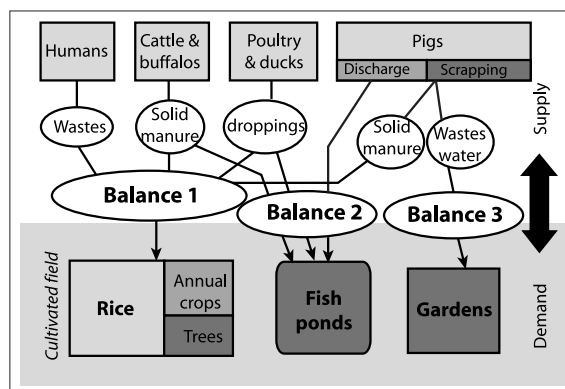 Humans
Cattle &
buffalos
Poultry
& ducks
Pigs
Discharge
Scrapping
Wastes
Solid
manure
droppings
Solid
manure
Wastes
water
Supply
Balance 1
Balance 2
Balance 3
Cultivated field
Rice
Annual
crops
Trees
Fish
ponds
Gardens
Demand